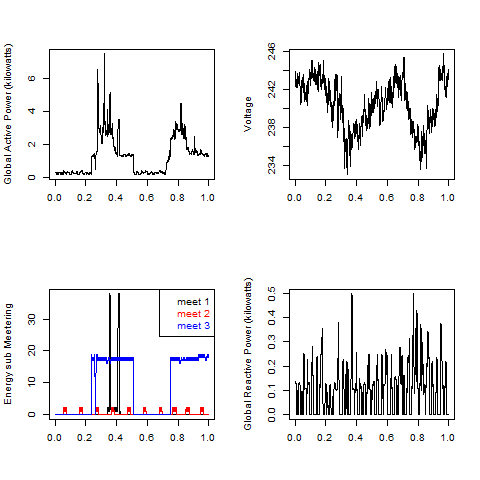 Global Active Power (kilowatts)
0 2 4 6
0.0 0.2 0.4 0.6 0.8 1.0
Voltage
234 238 242 246
0.0 0.2 0.4 0.6 0.8 1.0
Energy sub Meetering
0 10 20 30
meet 1
meet 2
meet 3
0.0 0.2 0.4 0.6 0.8 1.0
Global Reactive Power (kilowatts)
0.0 0.1 0.2 0.3 0.4 0.5
0.0 0.2 0.4 0.6 0.8 1.0